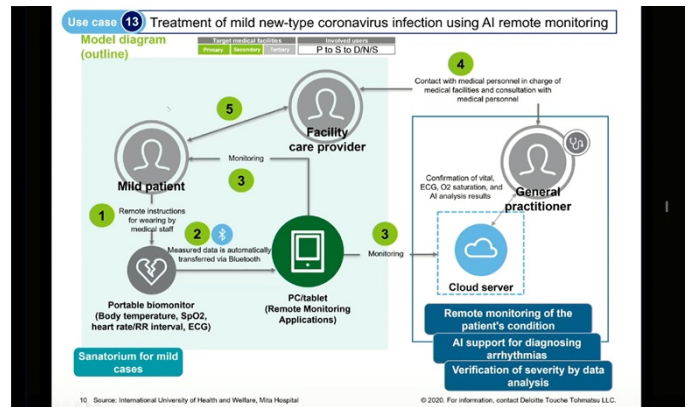 Use case 13 Treatment of mild new-type coronavirus infection using AI remote monitoring
Model diagram
(outline)
Target medical facilities
Involved users
Primary Secondary Tertiary
P to S to D/N/S
4
Contact with medical personnel in charge of
medical facilities and consultation with
medical personnel
5
Facility
care provider
Monitoring
3
Mild patient
Confirmation of vital,
ECG, O2 saturation, and
AI analysis results
General
practitioner
1
Remote instructions
for wearing by
medical staff
2
Measured data is automatically
transferred via Bluetooth
3
Monitoring
Cloud server
Portable biomonitor
(Body temperature, SpO2,
heart rate/RR interval, ECG)
PC/tablet
(Remote Monitoring
Applications)
Remote monitoring of the
patient's condition
AI support for diagnosing
arrhythmias
Verification of severity by data
analysis
Sanatorium for mild
cases
10 Source: International University of Health and Welfare, Mita Hospital
© 2020. For information, contact Deloitte Touche Tohmatsu LLC.